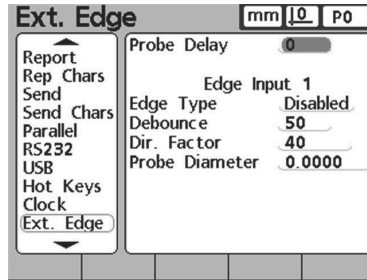 Ext. Edge
mm 0 P0
Report
Rep Chars
Send
Send Chars
Parallel
RS232
USB
Hot Keys
Clock
Ext. Edge
Probe Delay 0
Edge Input 1
Edge Type Disabled
Debounce 50
Dir. Factor 40
Probe Diameter 0.0000